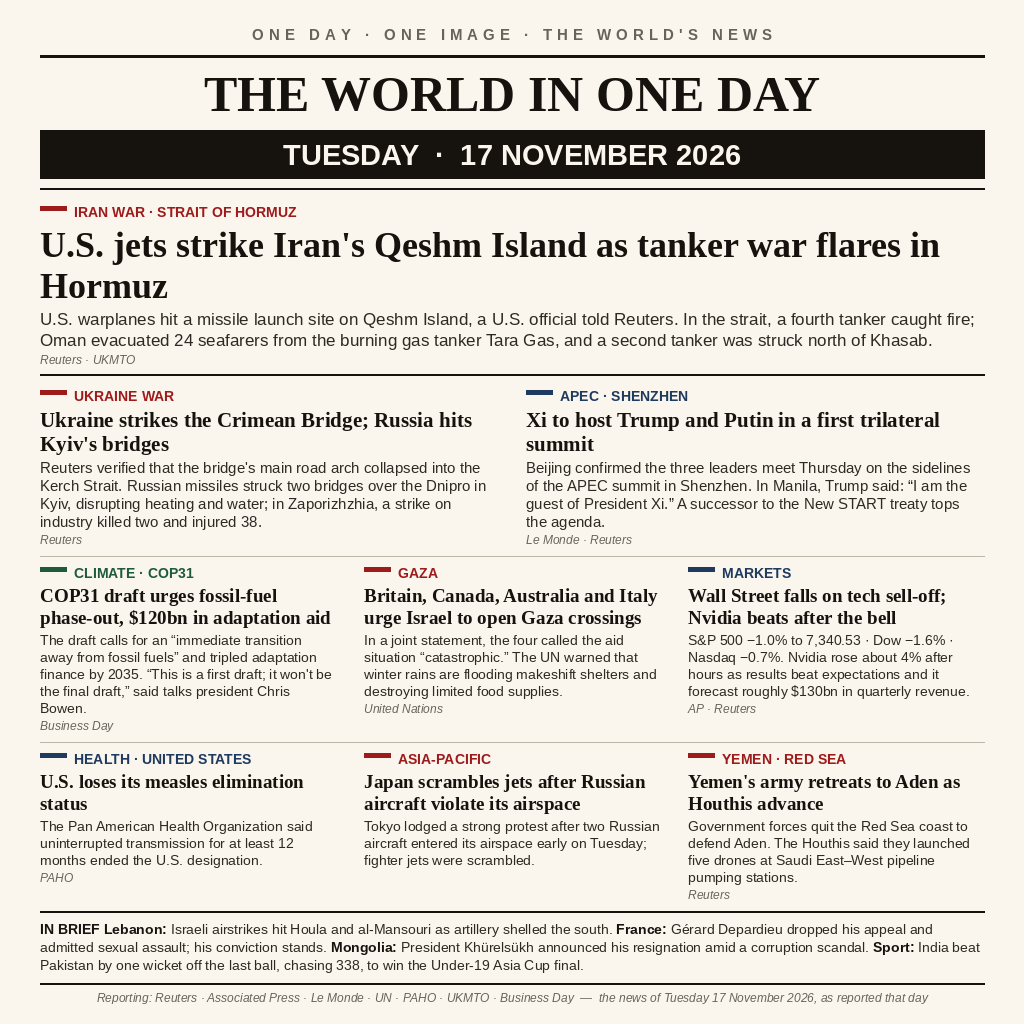 ONE DAY · ONE IMAGE · THE WORLD'S NEWS
THE WORLD IN ONE DAY
TUESDAY · 17 NOVEMBER 2026
IRAN WAR · STRAIT OF HORMUZ
U.S. jets strike Iran's Qeshm Island as tanker war flares in
Hormuz
U.S. warplanes hit a missile launch site on Qeshm Island, a U.S. official told Reuters. In the strait, a fourth tanker caught fire;
Oman evacuated 24 seafarers from the burning gas tanker Tara Gas, and a second tanker was struck north of Khasab.
Reuters · UKMTO
UKRAINE WAR
Ukraine strikes the Crimean Bridge; Russia hits
Kyiv's bridges
Reuters verified that the bridge's main road arch collapsed into the
Kerch Strait. Russian missiles struck two bridges over the Dnipro in
Kyiv, disrupting heating and water; in Zaporizhzhia, a strike on
industry killed two and injured 38.
Reuters
APEC · SHENZHEN
Xi to host Trump and Putin in a first trilateral
summit
Beijing confirmed the three leaders meet Thursday on the sidelines
of the APEC summit in Shenzhen. In Manila, Trump said: “I am the
guest of President Xi.” A successor to the New START treaty tops
the agenda.
Le Monde · Reuters
CLIMATE · COP31
COP31 draft urges fossil-fuel
phase-out, $120bn in adaptation aid
The draft calls for an “immediate transition
away from fossil fuels” and tripled adaptation
finance by 2035. “This is a first draft; it won’t be
the final draft,” said talks president Chris
Bowen.
Business Day
GAZA
Britain, Canada, Australia and Italy
urge Israel to open Gaza crossings
In a joint statement, the four called the aid
situation “catastrophic.” The UN warned that
winter rains are flooding makeshift shelters and
destroying limited food supplies.
United Nations
MARKETS
Wall Street falls on tech sell-off;
Nvidia beats after the bell
S&P 500 −1.0% to 7,340.53 · Dow −1.6% ·
Nasdaq −0.7%. Nvidia rose about 4% after
hours as results beat expectations and it
forecast roughly $130bn in quarterly revenue.
AP · Reuters
HEALTH · UNITED STATES
U.S. loses its measles elimination
status
The Pan American Health Organization said
uninterrupted transmission for at least 12
months ended the U.S. designation.
PAHO
ASIA-PACIFIC
Japan scrambles jets after Russian
aircraft violate its airspace
Tokyo lodged a strong protest after two Russian
aircraft entered its airspace early on Tuesday;
fighter jets were scrambled.
YEMEN · RED SEA
Yemen's army retreats to Aden as
Houthis advance
Government forces quit the Red Sea coast to
defend Aden. The Houthis said they launched
five drones at Saudi East–West pipeline
pumping stations.
Reuters
IN BRIEF Lebanon: Israeli airstrikes hit Houla and al-Mansouri as artillery shelled the south. France: Gérard Depardieu dropped his appeal and
admitted sexual assault; his conviction stands. Mongolia: President Khürelsükh announced his resignation amid a corruption scandal. Sport: India beat
Pakistan by one wicket off the last ball, chasing 338, to win the Under-19 Asia Cup final.
Reporting: Reuters · Associated Press · Le Monde · UN · PAHO · UKMTO · Business Day — the news of Tuesday 17 November 2026, as reported that day